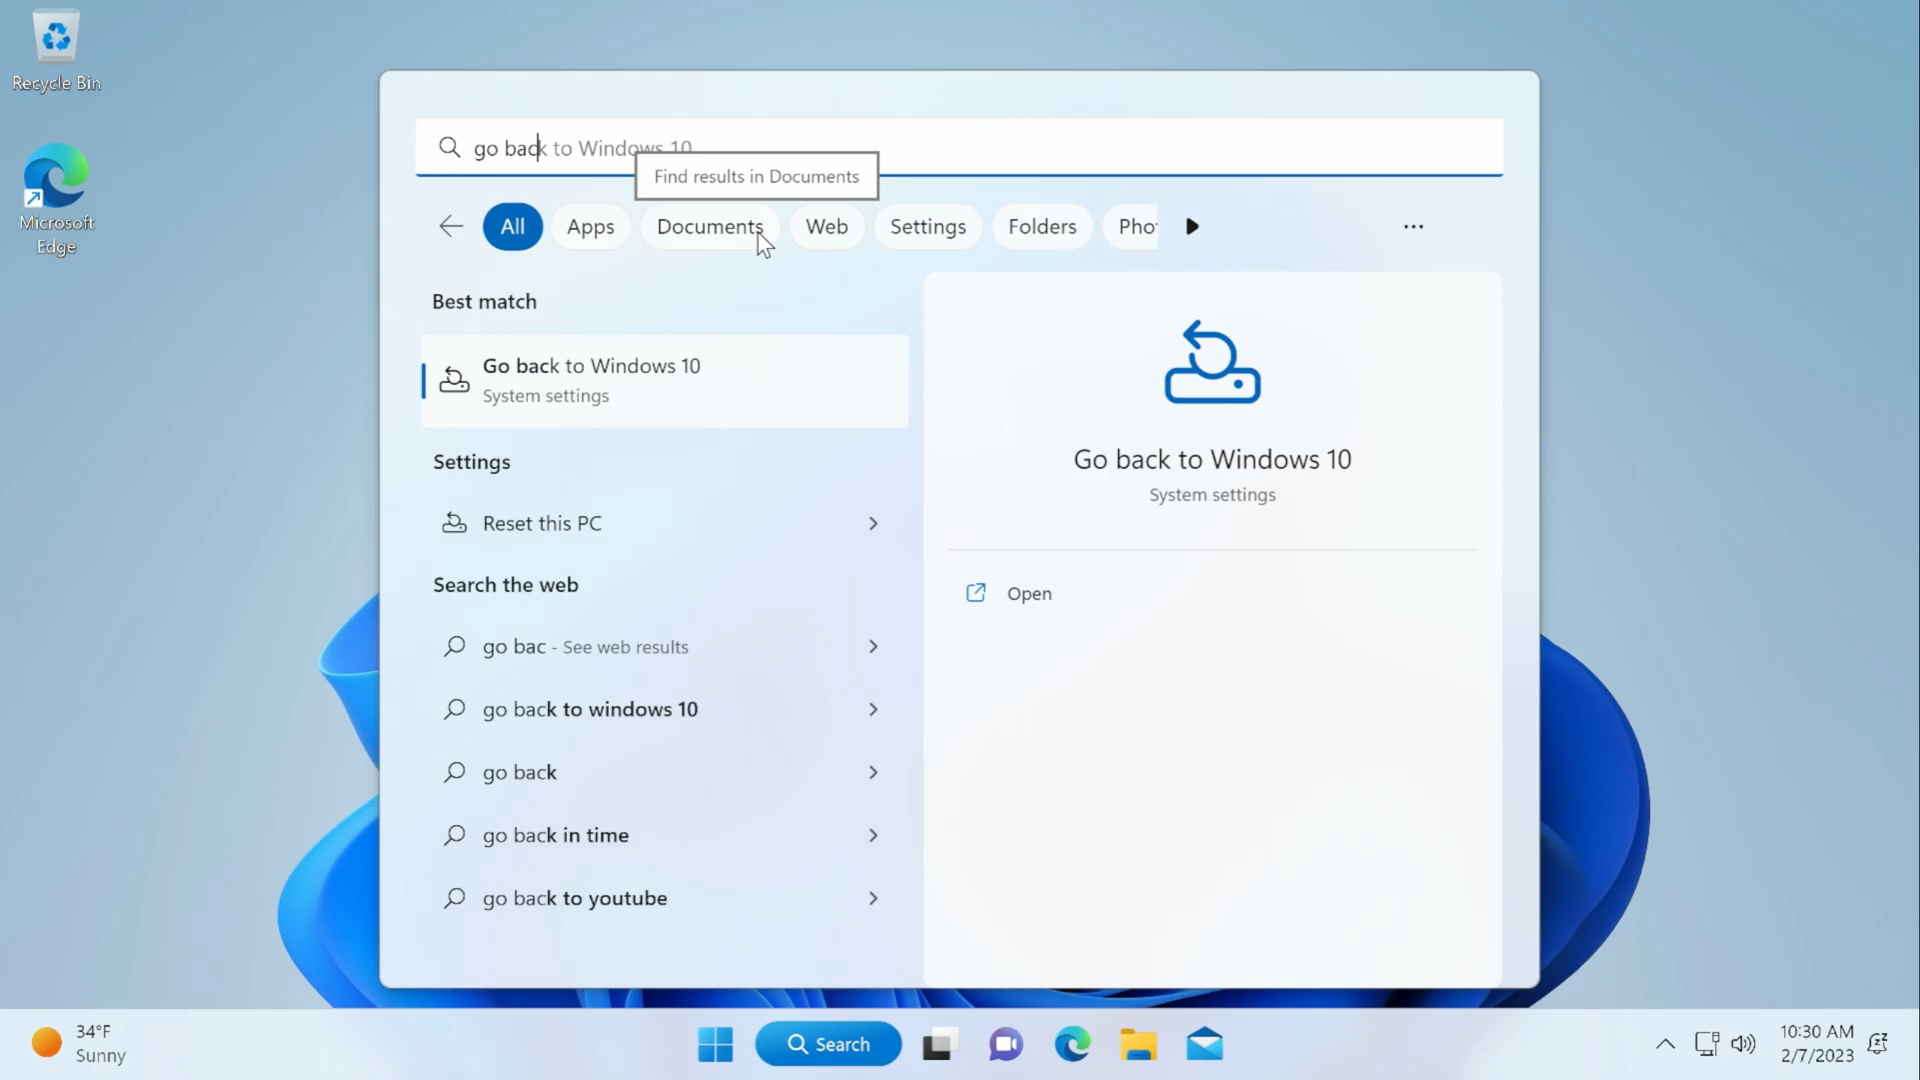 Recycle Bin
Microsoft
Edge
go back to Windows 10
Find results in Documents
All
Apps
Documents
Web
Settings
Folders
Pho
...
Best match
Go back to Windows 10
System settings
Settings
Reset this PC
Search the web
go bac - See web results
go back to windows 10
go back
go back in time
go back to youtube
Go back to Windows 10
System settings
Open
34°F
Sunny
Search
10:30 AM
2/7/2023